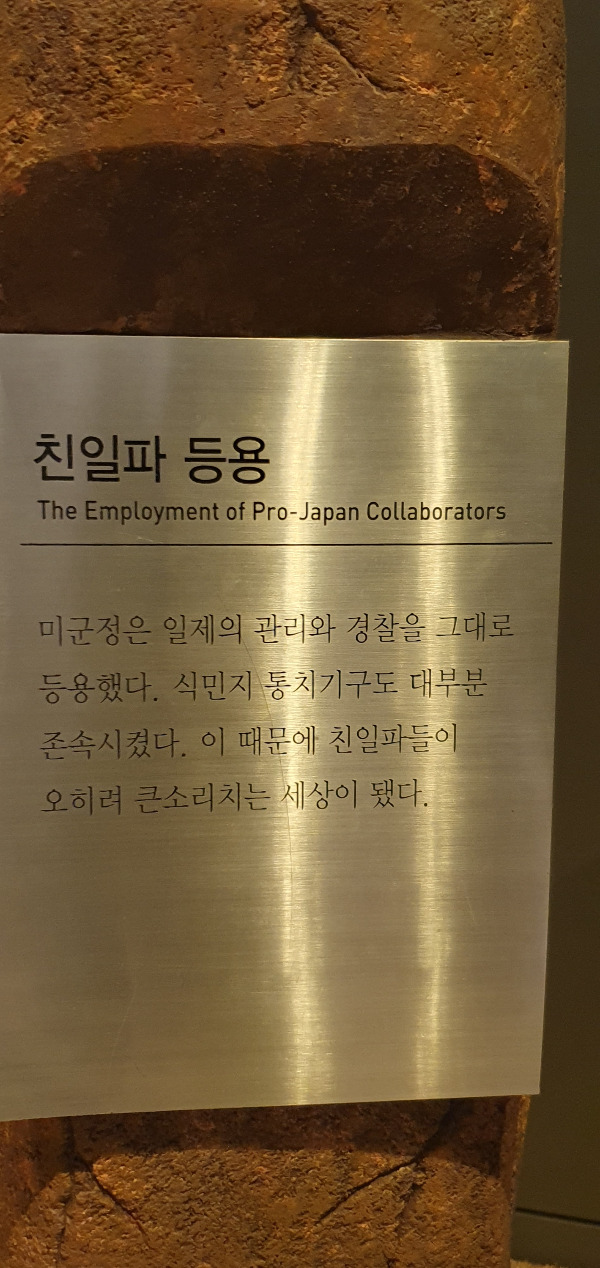 친일파 등용
The Employment of Pro-Japan Collaborators
미군정은 일제의 관리와 경찰을 그대로
등용했다. 식민지 통치기구도 대부분
존속시켰다. 이 때문에 친일파들이
오히려 큰소리치는 세상이 됐다.